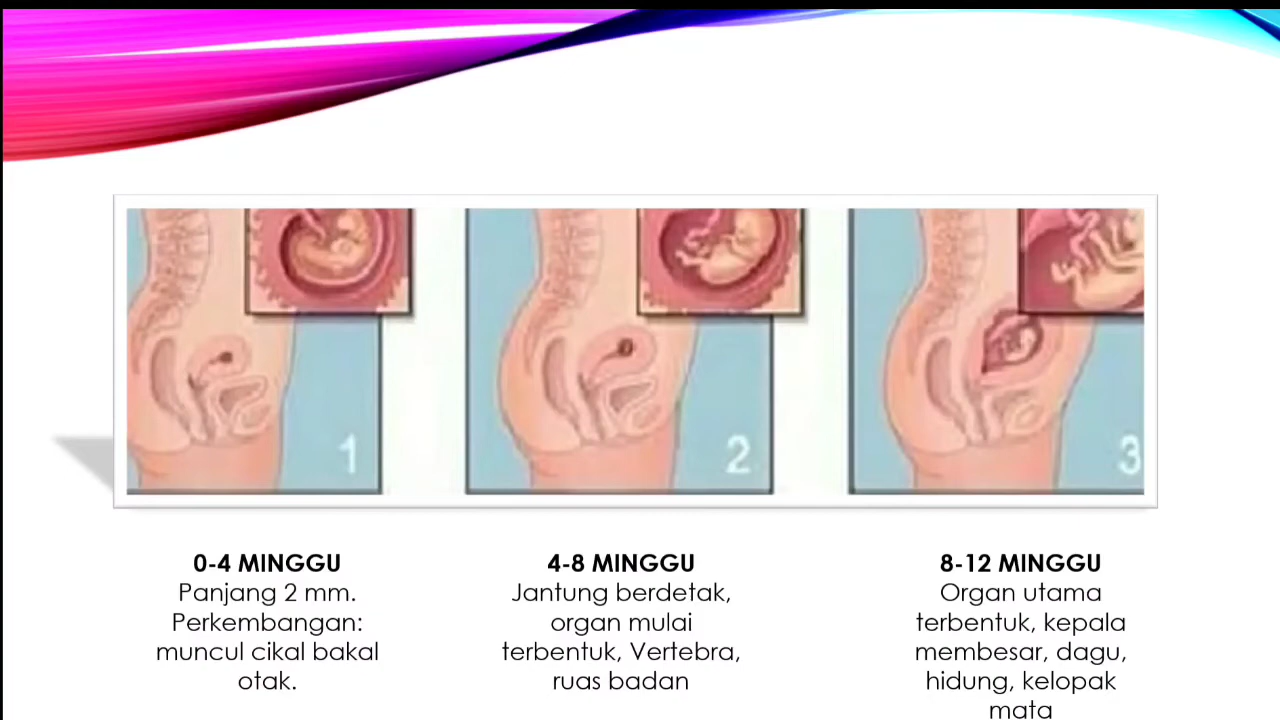 1
2
3
0-4 MINGGU
Panjang 2 mm.
Perkembangan:
muncul cikal bakal
otak.
4-8 MINGGU
Jantung berdetak,
organ mulai
terbentuk, Vertebra,
ruas badan
8-12 MINGGU
Organ utama
terbentuk, kepala
membesar, dagu,
hidung, kelopak
mata